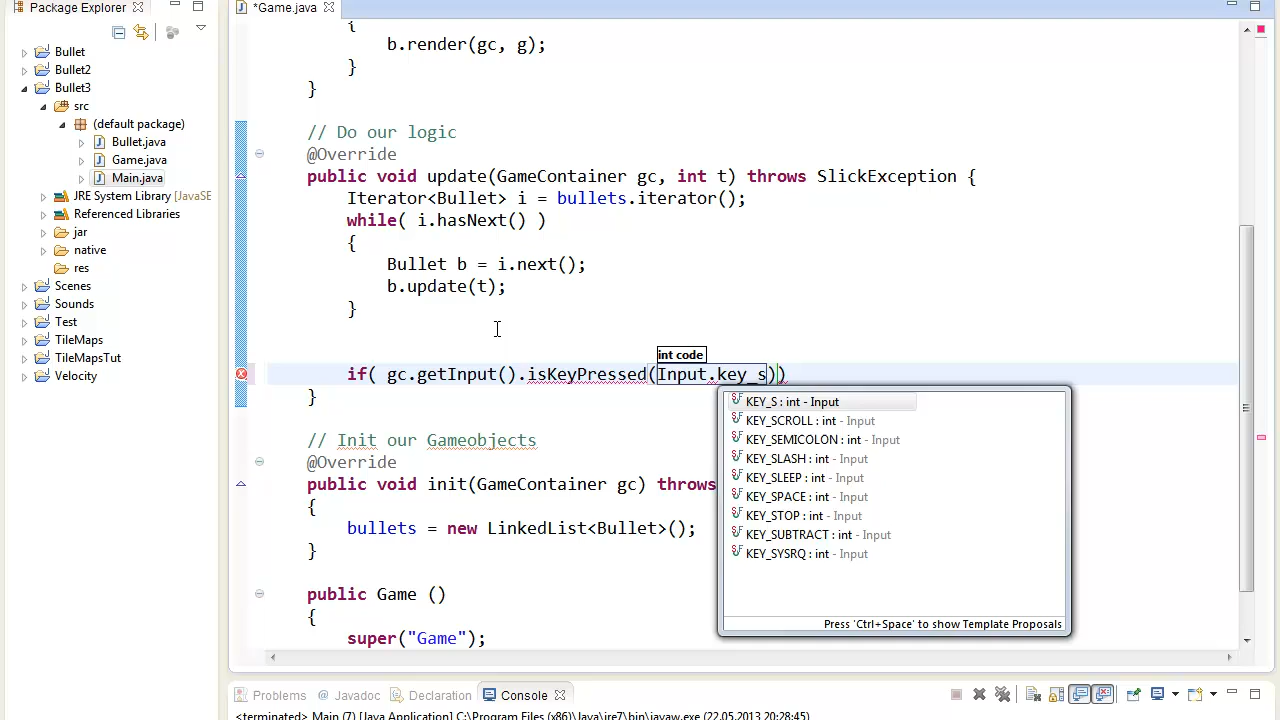 Package Explorer
*Game.java
Bullet
Bullet2
Bullet3
src
(default package)
Bullet.java
Game.java
Main.java
JRE System Library [JavaSE
Referenced Libraries
jar
native
res
Scenes
Sounds
Test
TileMaps
TileMapsTut
Velocity
{
b.render(gc, g);
}
}
// Do our logic
@Override
public void update(GameContainer gc, int t) throws SlickException {
Iterator<Bullet> i = bullets.iterator();
while( i.hasNext() )
{
Bullet b = i.next();
b.update(t);
}
int code
if( gc.getInput().isKeyPressed(Input.key_s))
}
KEY_S : int - Input
KEY_SCROLL : int - Input
KEY_SEMICOLON : int - Input
KEY_SLASH : int - Input
KEY_SLEEP : int - Input
KEY_SPACE : int - Input
KEY_STOP : int - Input
KEY_SUBTRACT : int - Input
KEY_SYSRQ : int - Input
Press 'Ctrl+Space' to show Template Proposals
// Init our Gameobjects
@Override
public void init(GameContainer gc) throws
{
bullets = new LinkedList<Bullet>();
}
public Game ()
{
super("Game");
Problems @ Javadoc Declaration Console
<terminated> Main (7) [Java Application] C:\Program Files (x86)\Java\jre7\bin\javaw.exe (22.05.2013 20:28:45)